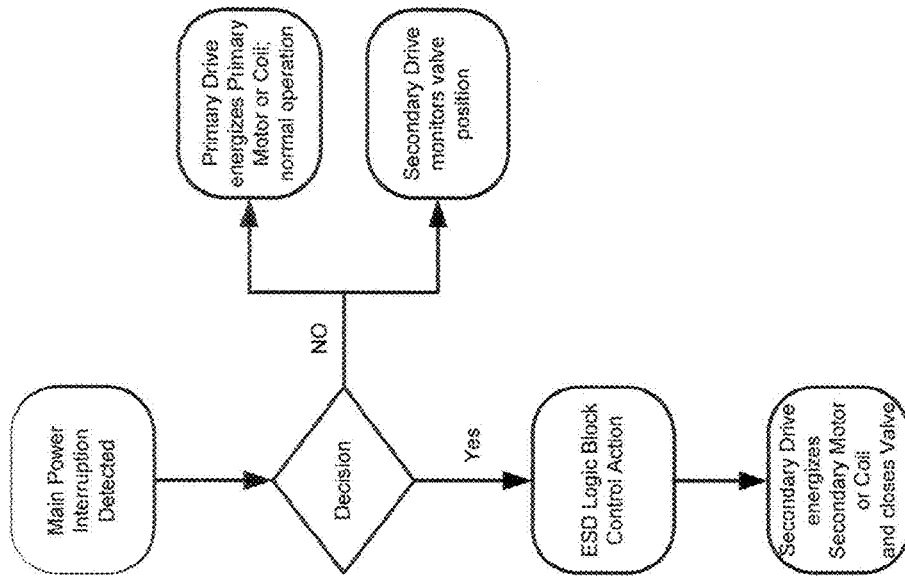 Main Power
Interruption
Detected
Decision
NO
Primary Drive
energizes Primary
Motor or Coil;
normal operation
Secondary Drive
monitors valve
position
Yes
ESD Logic Block
Control Action
Secondary Drive
energizes
Secondary Motor
or Coil
and closes Valve